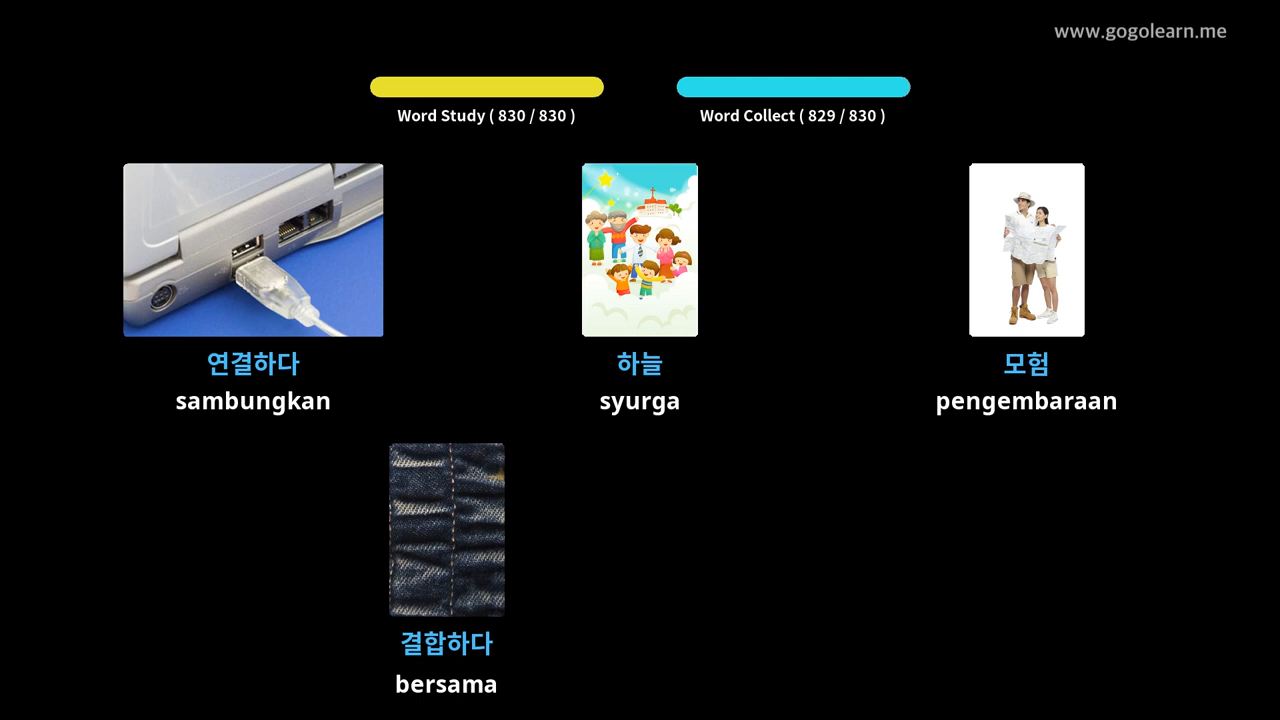 www.gogolearn.me
Word Study ( 830 / 830 )
Word Collect ( 829 / 830 )
연결하다
sambungkan
하늘
syurga
모험
pengembaraan
결합하다
bersama